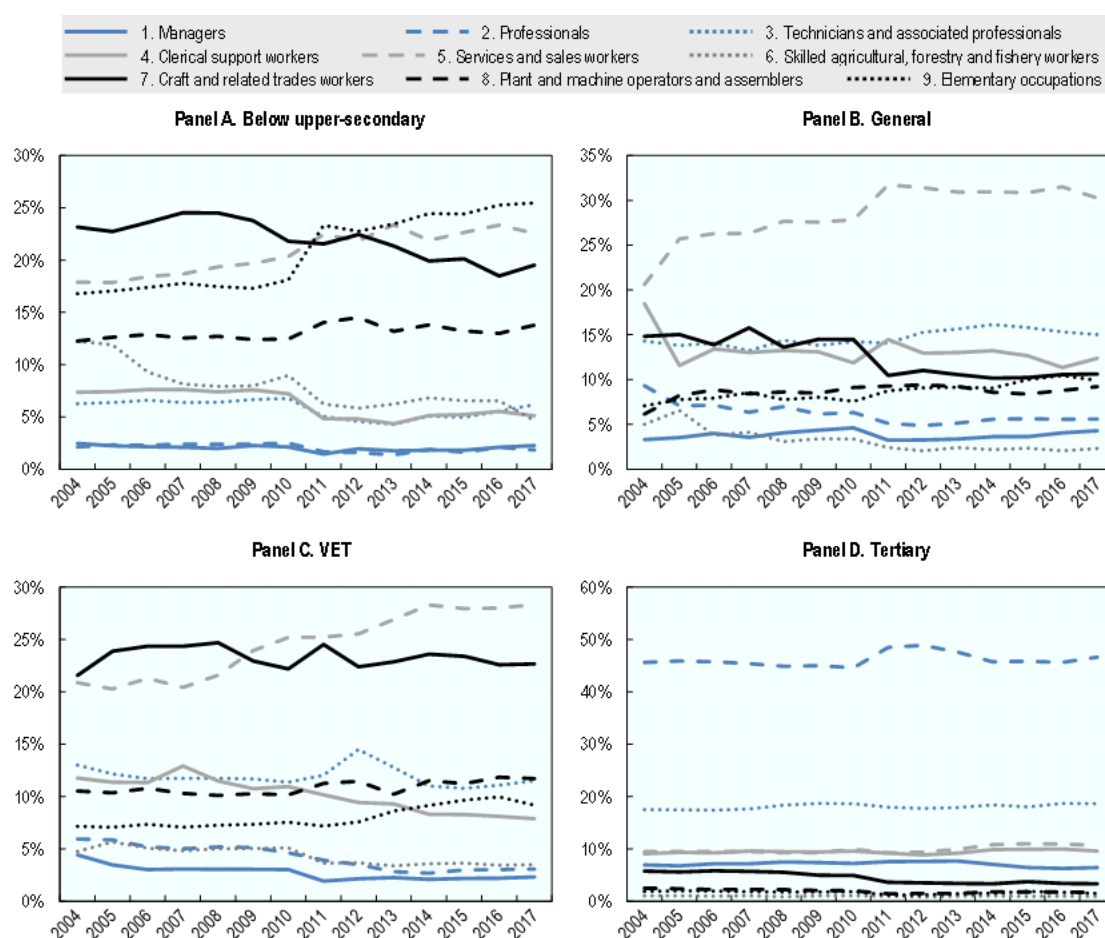 1. Managers 2. Professionals 3. Technicians and associated professionals
4. Clerical support workers 5. Services and sales workers 6. Skilled agricultural, forestry and fishery workers
7. Craft and related trades workers 8. Plant and machine operators and assemblers 9. Elementary occupations
Panel A. Below upper-secondary
30%
25%
20%
15%
10%
5%
0%
2004 2005 2006 2007 2008 2009 2010 2011 2012 2013 2014 2015 2016 2017
Panel B. General
35%
30%
25%
20%
15%
10%
5%
0%
2004 2005 2006 2007 2008 2009 2010 2011 2012 2013 2014 2015 2016 2017
Panel C. VET
30%
25%
20%
15%
10%
5%
0%
2004 2005 2006 2007 2008 2009 2010 2011 2012 2013 2014 2015 2016 2017
Panel D. Tertiary
60%
50%
40%
30%
20%
10%
0%
2004 2005 2006 2007 2008 2009 2010 2011 2012 2013 2014 2015 2016 2017